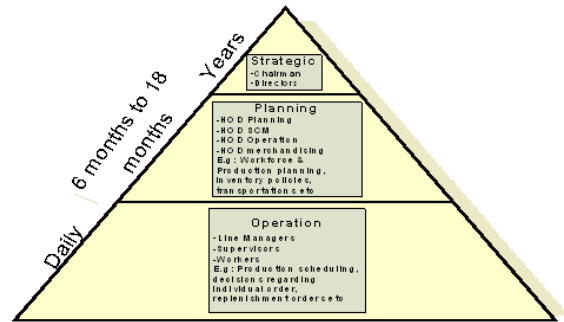 Years
Strategic
-Chairman
-Directors
6 months to 18
months
Planning
-HOD Planning
-HOD SCM
-HOD Operation
-HOD merchandising
E.g: Workforce &
Production planning,
inventory policies,
transportations etc
Daily
Operation
-Line Managers
-Supervisors
-Workers
E.g: Production scheduling,
decisions regarding
individual order,
replenishment orders etc